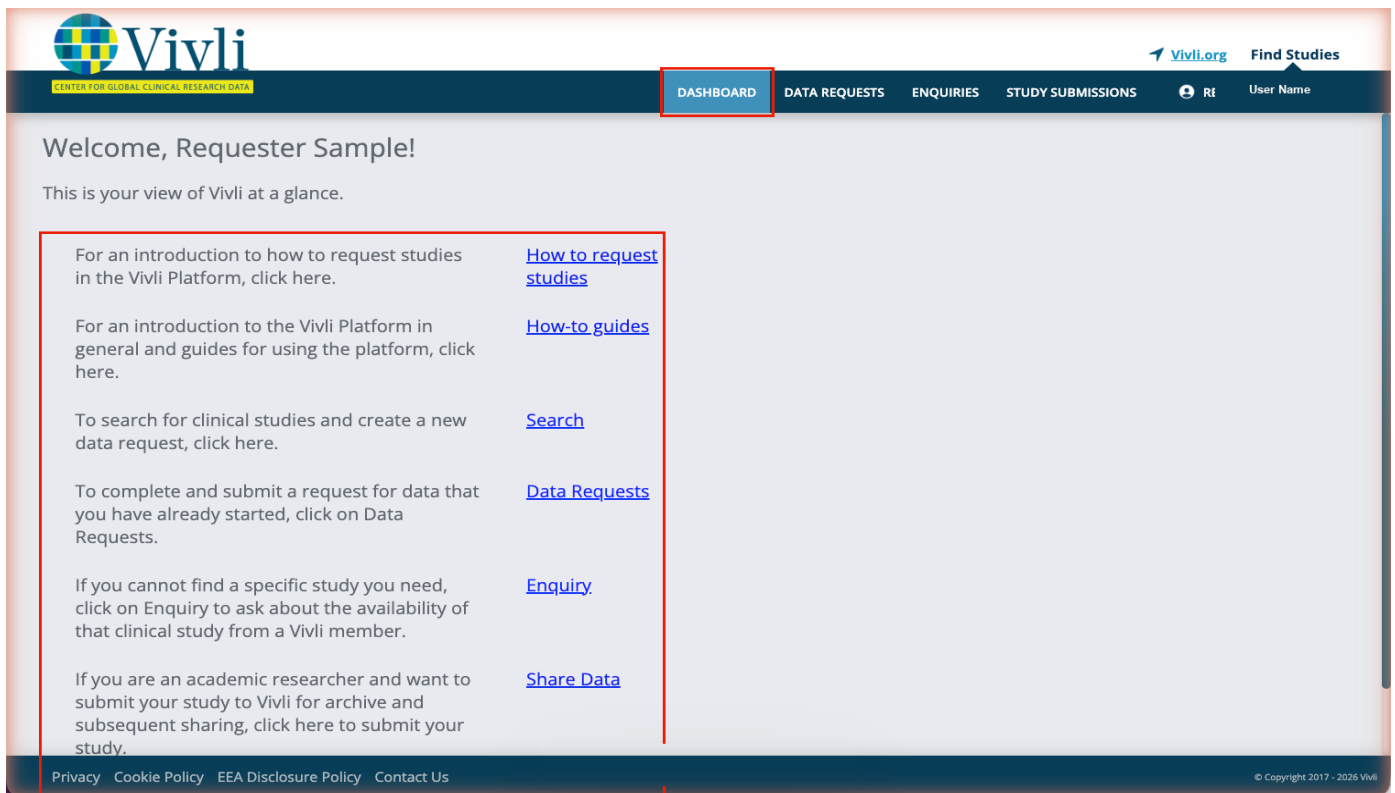 Vivli
CENTER FOR GLOBAL CLINICAL RESEARCH DATA
Vivli.org Find Studies
DASHBOARD DATA REQUESTS ENQUIRIES STUDY SUBMISSIONS RE User Name
Welcome, Requester Sample!
This is your view of Vivli at a glance.
For an introduction to how to request studies
in the Vivli Platform, click here.
How to request
studies
For an introduction to the Vivli Platform in
general and guides for using the platform, click
here.
How-to guides
To search for clinical studies and create a new
data request, click here.
Search
To complete and submit a request for data that
you have already started, click on Data
Requests.
Data Requests
If you cannot find a specific study you need,
click on Enquiry to ask about the availability of
that clinical study from a Vivli member.
Enquiry
If you are an academic researcher and want to
submit your study to Vivli for archive and
subsequent sharing, click here to submit your
study.
Share Data
Privacy Cookie Policy EEA Disclosure Policy Contact Us
© Copyright 2017 - 2026 Vivli